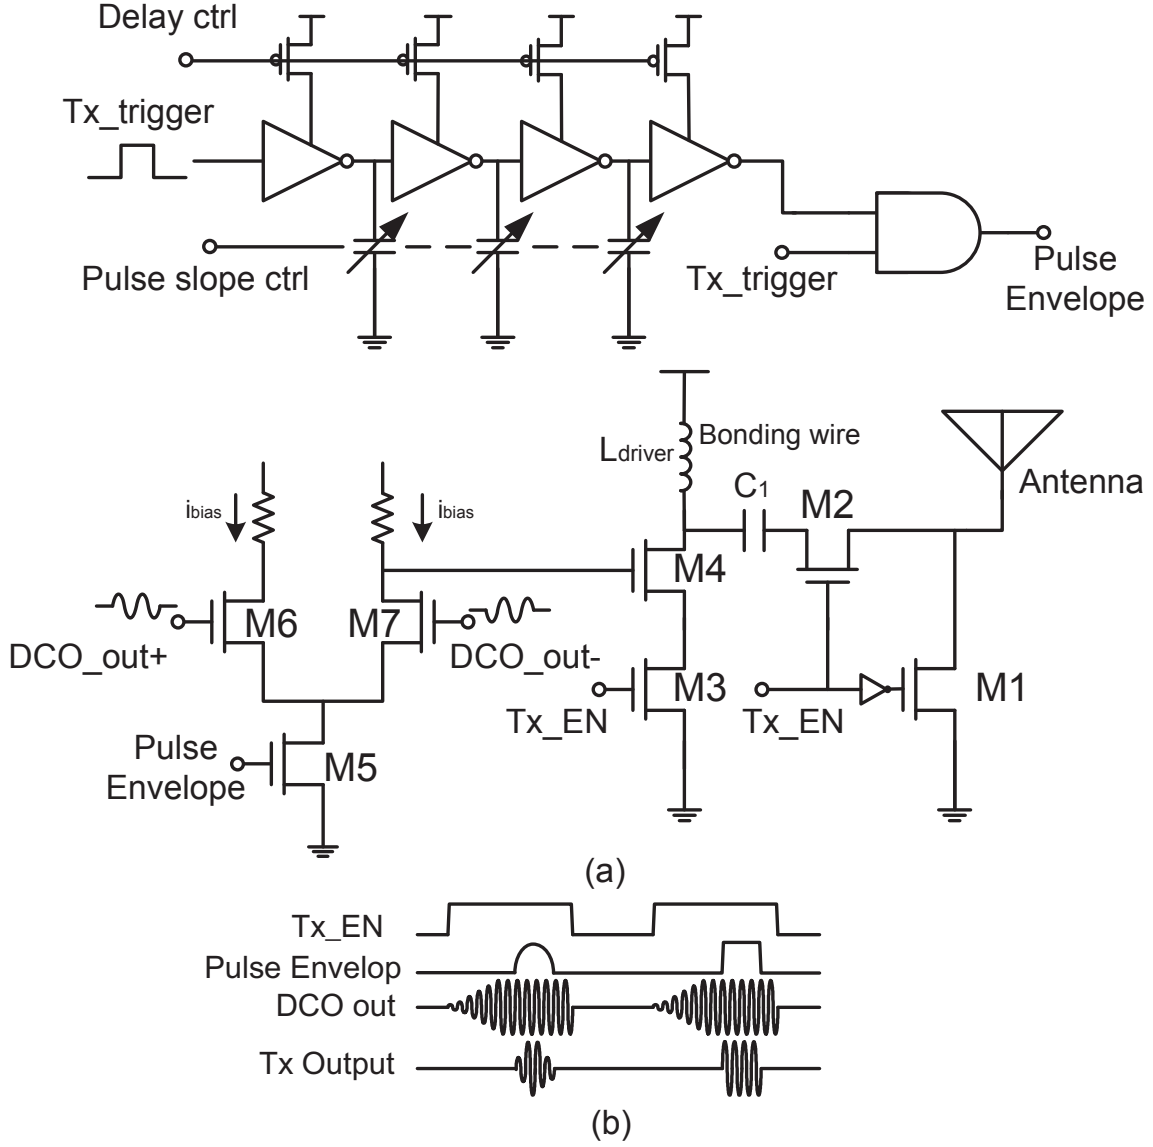 Delay ctrl
Tx_trigger
Pulse slope ctrl
Tx_trigger
Pulse
Envelope
Bonding wire
Ldriver
C1
M2
Antenna
ibias
ibias
M4
M6
M7
DCO_out+
DCO_out-
M3
M1
Tx_EN
Tx_EN
Pulse
Envelope
M5
(a)
Tx_EN
Pulse Envelop
DCO out
Tx Output
(b)